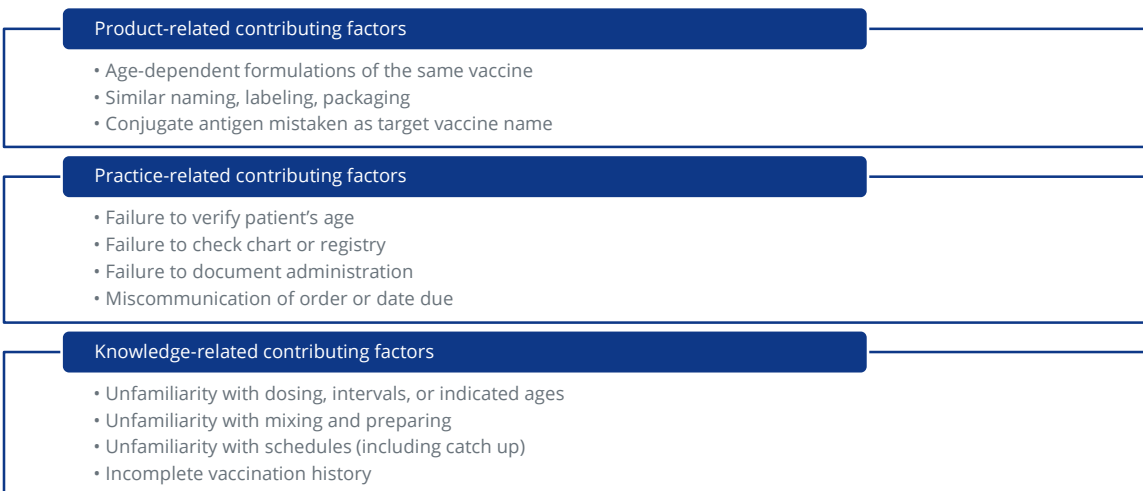 Product-related contributing factors
• Age-dependent formulations of the same vaccine
• Similar naming, labeling, packaging
• Conjugate antigen mistaken as target vaccine name
Practice-related contributing factors
• Failure to verify patient’s age
• Failure to check chart or registry
• Failure to document administration
• Miscommunication of order or date due
Knowledge-related contributing factors
• Unfamiliarity with dosing, intervals, or indicated ages
• Unfamiliarity with mixing and preparing
• Unfamiliarity with schedules (including catch up)
• Incomplete vaccination history